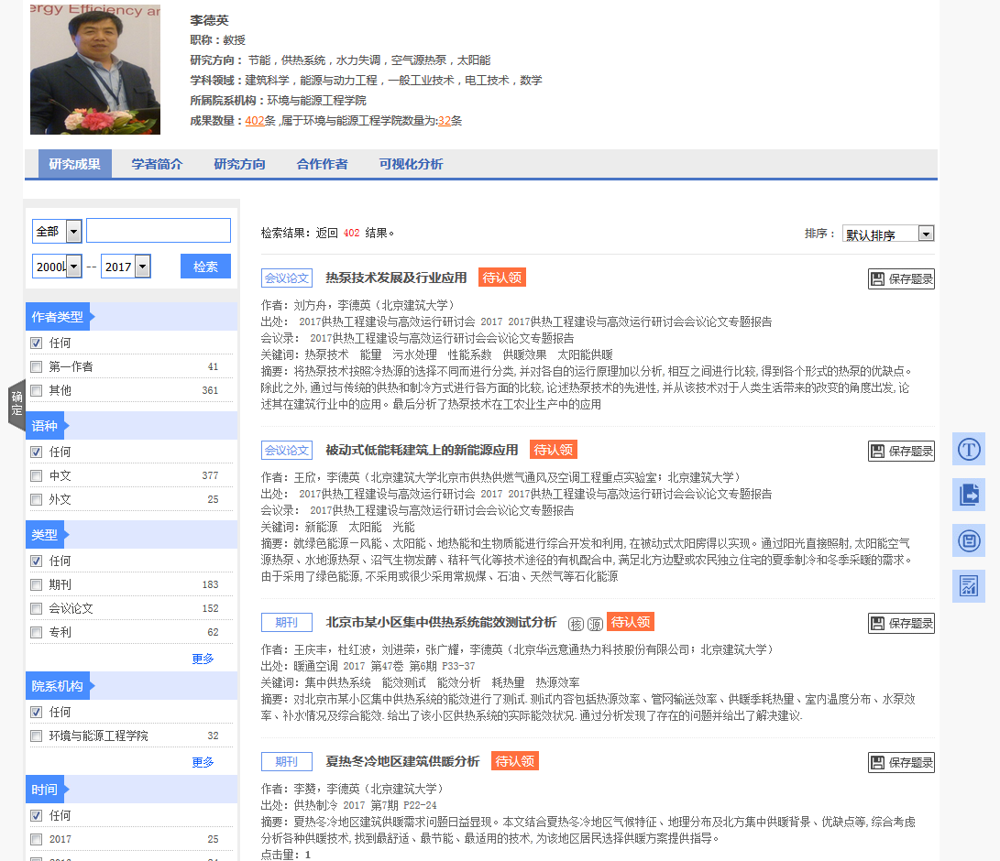 ergy Efficiency an
李德英
职称：教授
研究方向： 节能，供热系统，水力失调，空气源热泵，太阳能
学科领域：建筑科学，能源与动力工程，一般工业技术，电工技术，数学
所属院系机构：环境与能源工程学院
成果数量：402条 ,属于环境与能源工程学院数量为:32条
研究成果 学者简介 研究方向 合作作者 可视化分析
全部
2000 -- 2017 检索
作者类型
任何
第一作者 41
其他 361
确定
语种
任何
中文 377
外文 25
类型
任何
期刊 183
会议论文 152
专利 62
更多
院系机构
任何
环境与能源工程学院 32
更多
时间
任何
2017 25
检索结果：返回 402 结果。 排序： 默认排序
会议论文 热泵技术发展及行业应用 待认领 保存题录
作者：刘方舟，李德英（北京建筑大学）
出处： 2017供热工程建设与高效运行研讨会 2017 2017供热工程建设与高效运行研讨会会议论文专题报告
会议录： 2017供热工程建设与高效运行研讨会会议论文专题报告
关键词：热泵技术 能量 污水处理 性能系数 供暖效果 太阳能供暖
摘要：将热泵技术按照冷热源的选择不同而进行分类,并对各自的运行原理加以分析,相互之间进行比较,得到各个形式的热泵的优缺点。
除此之外,通过与传统的供热和制冷方式进行各方面的比较,论述热泵技术的先进性,并从该技术对于人类生活带来的改变的角度出发,论
述其在建筑行业中的应用。最后分析了热泵技术在工农业生产中的应用
会议论文 被动式低能耗建筑上的新能源应用 待认领 保存题录
作者：王欣，李德英（北京建筑大学北京市供热供燃气通风及空调工程重点实验室；北京建筑大学）
出处： 2017供热工程建设与高效运行研讨会 2017 2017供热工程建设与高效运行研讨会会议论文专题报告
会议录： 2017供热工程建设与高效运行研讨会会议论文专题报告
关键词：新能源 太阳能 光能
摘要：就绿色能源—风能、太阳能、地热能和生物质能进行综合开发和利用,在被动式太阳房得以实现。通过阳光直接照射,太阳能空气
源热泵、水地源热泵、沼气生物发酵、秸秆气化等技术途径的有机配合中,满足北方边墅或农民独立住宅的夏季制冷和冬季采暖的需求。
由于采用了绿色能源,不采用或很少采用常规煤、石油、天然气等石化能源
期刊 北京市某小区集中供热系统能效测试分析 核 源 待认领 保存题录
作者：王庆丰，杜红波，刘进荣，张广耀，李德英（北京华远意通热力科技股份有限公司；北京建筑大学）
出处：暖通空调 2017 第47卷 第6期 P33-37
关键词：集中供热系统 能效测试 能效分析 耗热量 热源效率
摘要：对北京市某小区集中供热系统的能效进行了测试.测试内容包括热源效率、管网输送效率、供暖季耗热量、室内温度分布、水泵效
率、补水情况及综合能效.给出了该小区供热系统的实际能效状况.通过分析发现了存在的问题并给出了解决建议.
期刊 夏热冬冷地区建筑供暖分析 待认领 保存题录
作者：李赟，李德英（北京建筑大学）
出处：供热制冷 2017 第7期 P22-24
摘要：夏热冬冷地区建筑供暖需求问题日益显现。本文结合夏热冬冷地区气候特征、地理分布及北方集中供暖背景、优缺点等,综合考虑
分析各种供暖技术,找到最舒适、最节能、最适用的技术,为该地区居民选择供暖方案提供指导。
点击量：1
T